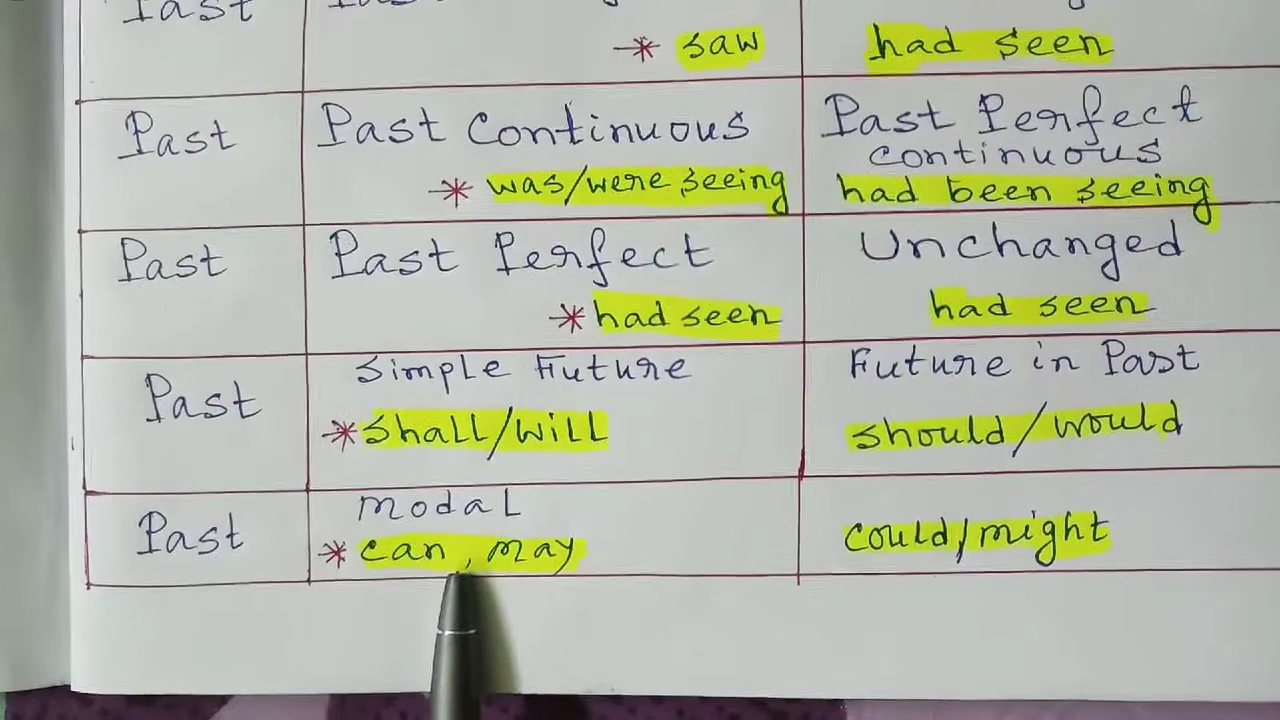 Past
saw had seen
Past Past Continuous Past Perfect
continuous
* was/were seeing had been seeing
Past Past Perfect Unchanged
* had seen had seen
Simple Future Future in Past
Past
* shall/will should/would
Modal
Past * can, may could/might